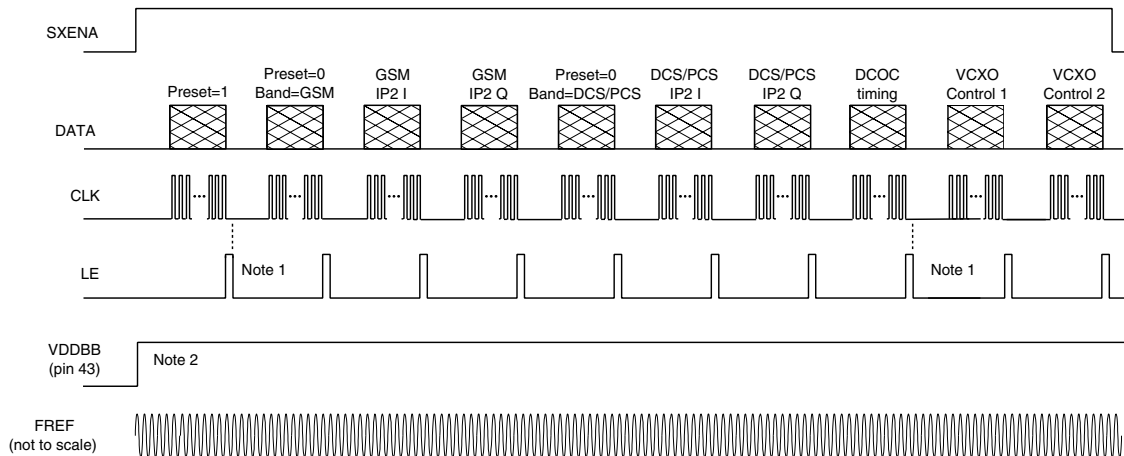 SXENA
Preset=1
Preset=0
Band=GSM
GSM
IP2 I
GSM
IP2 Q
Preset=0
Band=DCS/PCS
DCS/PCS
IP2 I
DCS/PCS
IP2 Q
DCOC
timing
VCXO
Control 1
VCXO
Control 2
DATA
CLK
...
...
...
...
...
...
...
...
...
...
LE
Note 1
Note 1
VDDBB
(pin 43)
Note 2
FREF
(not to scale)